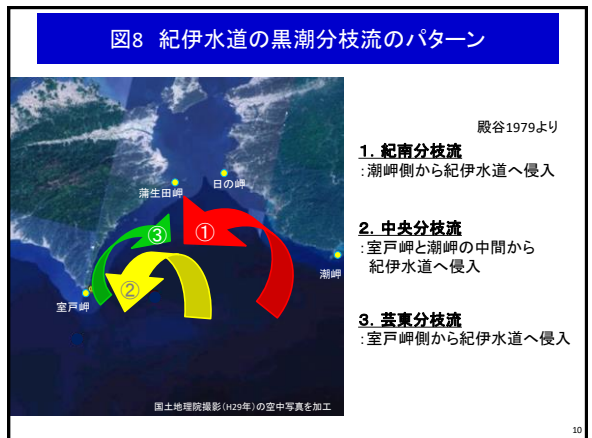 図8 紀伊水道の黒潮分枝流のパターン
殿谷1979より
1. 紀南分枝流
:潮岬側から紀伊水道へ侵入
2. 中央分枝流
:室戸岬と潮岬の中間から
紀伊水道へ侵入
3. 芸東分枝流
:室戸岬側から紀伊水道へ侵入
蒲生田岬
日の岬
③
①
潮岬
②
室戸岬
国土地理院撮影(H29年)の空中写真を加工
10